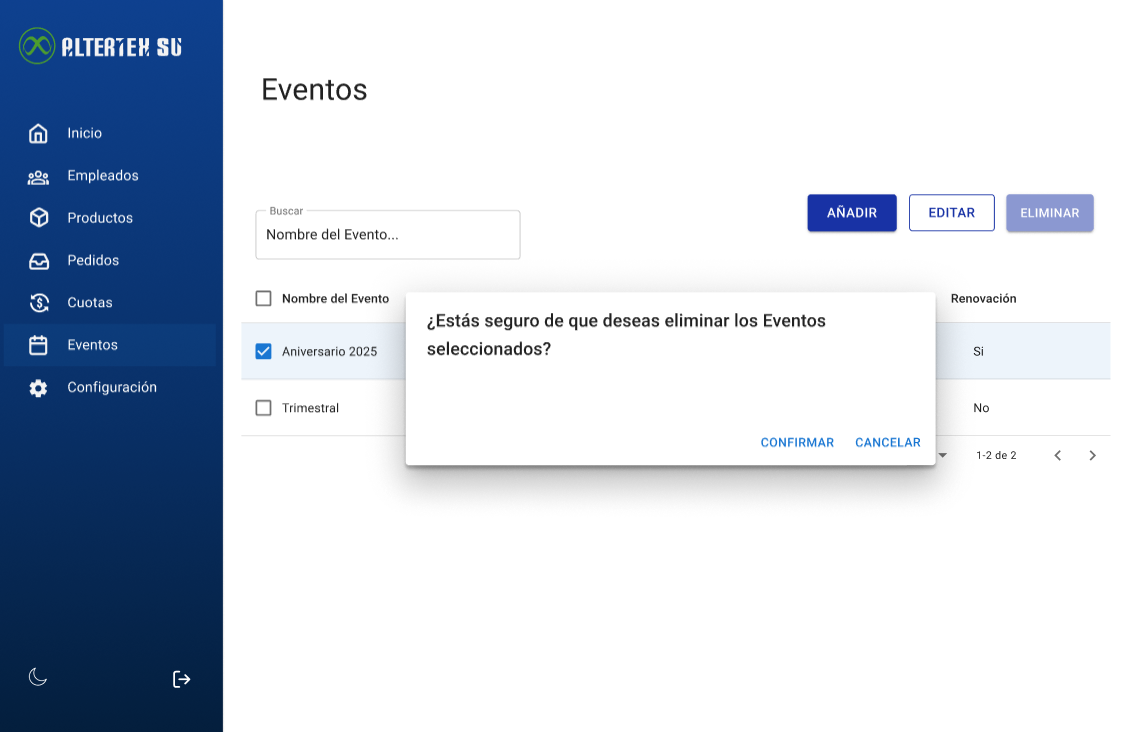 ALTERTEX SU
Inicio
Empleados
Productos
Pedidos
Cuotas
Eventos
Configuración
Eventos
Buscar
Nombre del Evento...
AÑADIR
EDITAR
ELIMINAR
Nombre del Evento
Renovación
Aniversario 2025
Si
Trimestral
No
¿Estás seguro de que deseas eliminar los Eventos
seleccionados?
CONFIRMAR
CANCELAR
1-2 de 2